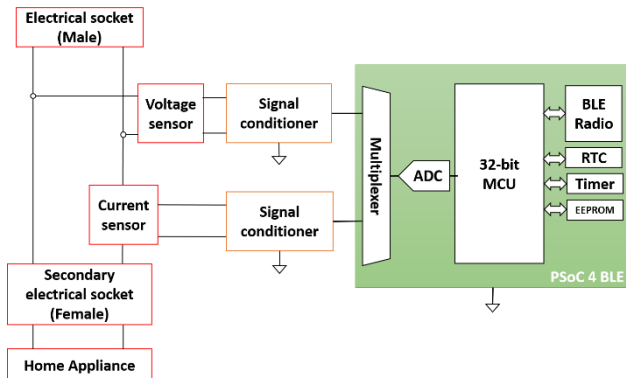 Electrical socket
(Male)
Voltage
sensor
Signal
conditioner
Current
sensor
Signal
conditioner
Secondary
electrical socket
(Female)
Home Appliance
Multiplexer
ADC
32-bit
MCU
BLE
Radio
RTC
Timer
EEPROM
PSoC 4 BLE